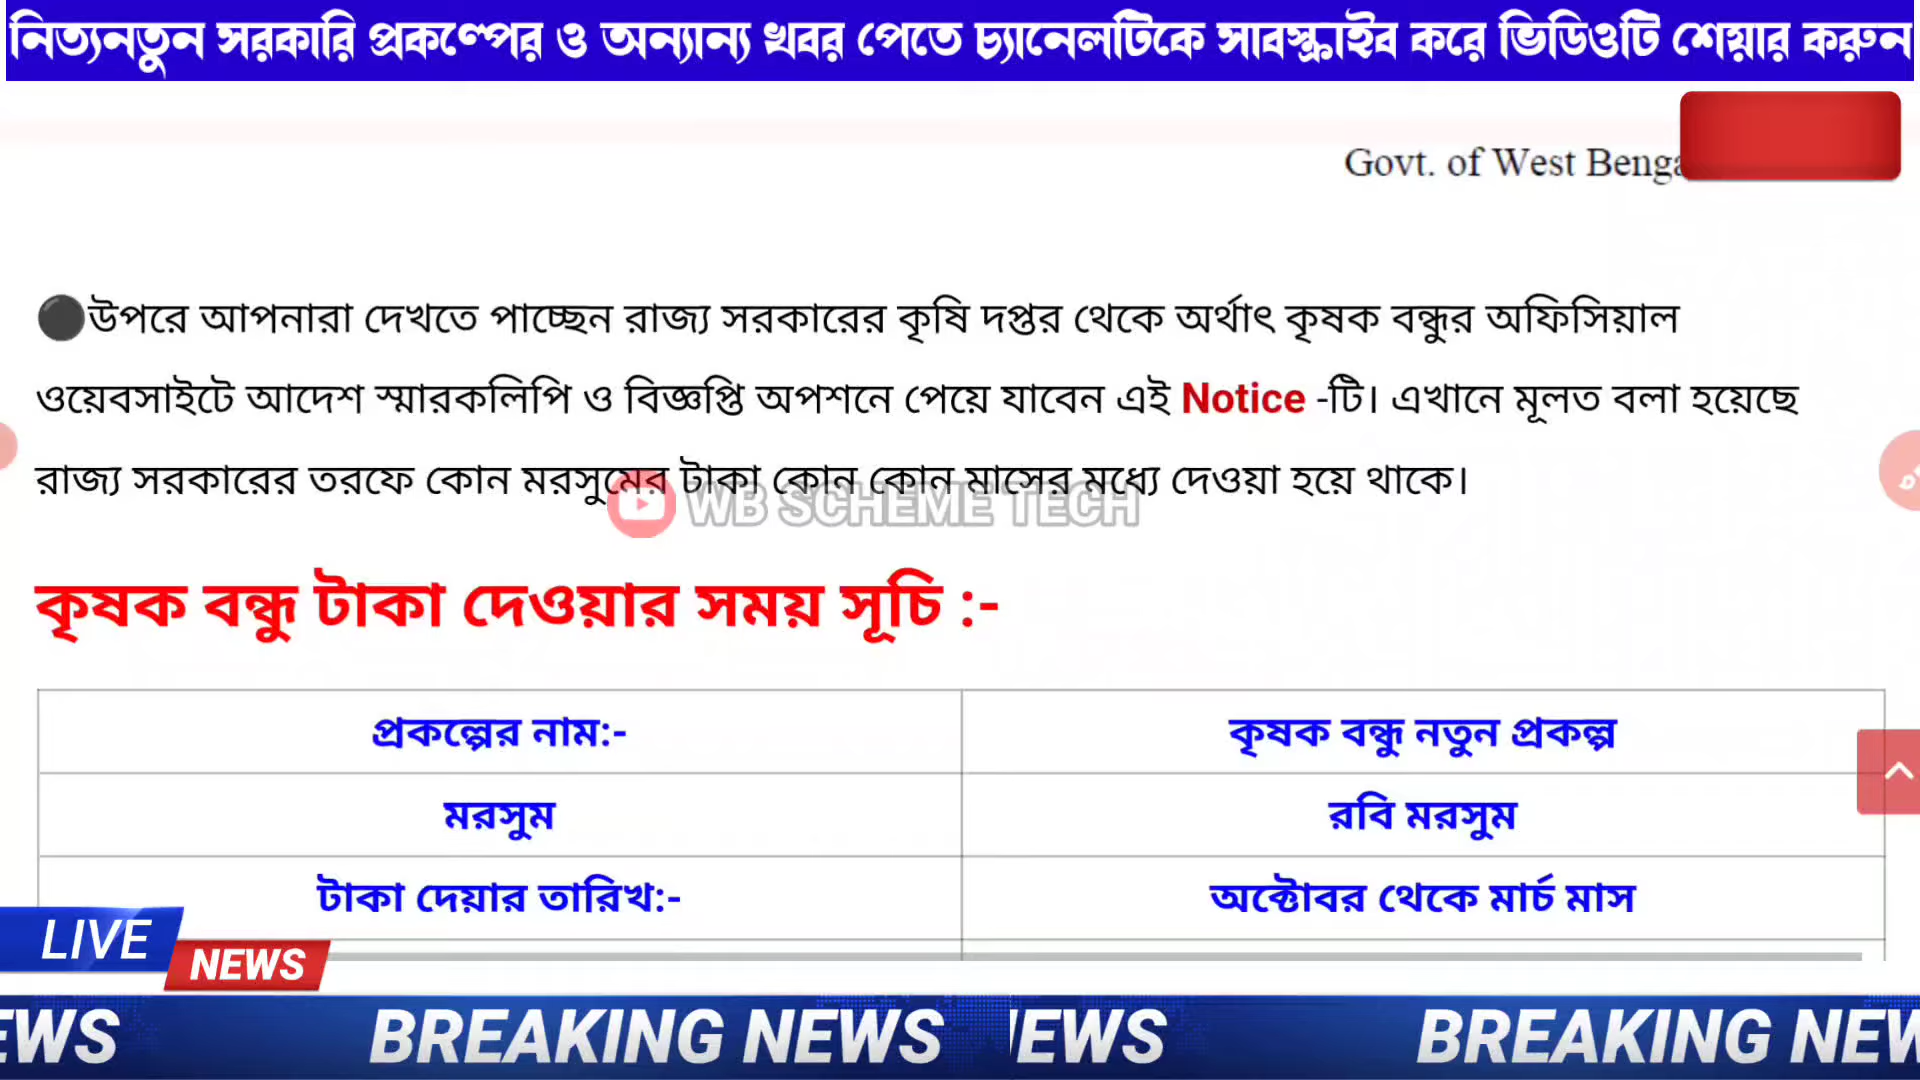 নিত্যনতুন সরকারি প্রকল্পের ও অন্যান্য খবর পেতে চ্যানেলটিকে সাবস্ক্রাইব করে ভিডিওটি শেয়ার করুন
Govt. of West Benga
উপরে আপনারা দেখতে পাচ্ছেন রাজ্য সরকারের কৃষি দপ্তর থেকে অর্থাৎ কৃষক বন্ধুর অফিসিয়াল
ওয়েবসাইটে আদেশ স্মারকলিপি ও বিজ্ঞপ্তি অপশনে পেয়ে যাবেন এই Notice -টি। এখানে মূলত বলা হয়েছে
রাজ্য সরকারের তরফে কোন মরসুমের টাকা কোন কোন মাসের মধ্যে দেওয়া হয়ে থাকে।
WB SCHEME TECH
কৃষক বন্ধু টাকা দেওয়ার সময় সূচি :-
প্রকল্পের নাম:- কৃষক বন্ধু নতুন প্রকল্প
মরসুম রবি মরসুম
টাকা দেয়ার তারিখ:- অক্টোবর থেকে মার্চ মাস
LIVE
NEWS
EWS BREAKING NEWS IEWS BREAKING NEW